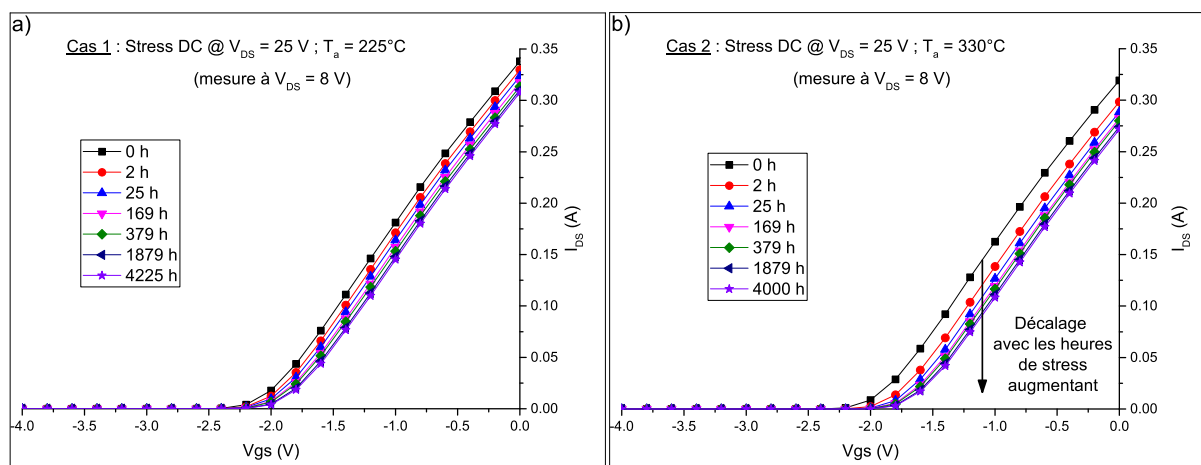 a)
Cas 1 : Stress DC @ VDS = 25 V ; Ta = 225°C
(mesure à VDS = 8 V)
0 h
2 h
25 h
169 h
379 h
1879 h
4225 h
0.35
0.30
0.25
0.20
0.15
0.10
0.05
0.00
IDS (A)
-4.0 -3.5 -3.0 -2.5 -2.0 -1.5 -1.0 -0.5 0.0
Vgs (V)
b)
Cas 2 : Stress DC @ VDS = 25 V ; Ta = 330°C
(mesure à VDS = 8 V)
0 h
2 h
25 h
169 h
379 h
1879 h
4000 h
Décalage
avec les heures
de stress
augmentant
0.35
0.30
0.25
0.20
0.15
0.10
0.05
0.00
IDS (A)
-4.0 -3.5 -3.0 -2.5 -2.0 -1.5 -1.0 -0.5 0.0
Vgs (V)